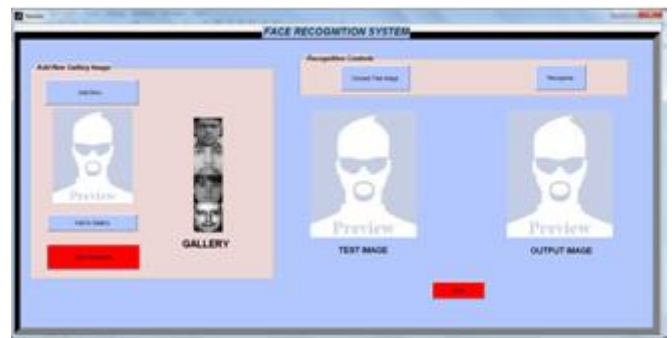 FACE RECOGNITION SYSTEM
Add New Gallery Image
Add New
Preview
Add to Gallery
GALLERY
Recognition Controls
Choose Test Image
Recognize
Preview
TEST IMAGE
Preview
OUTPUT IMAGE